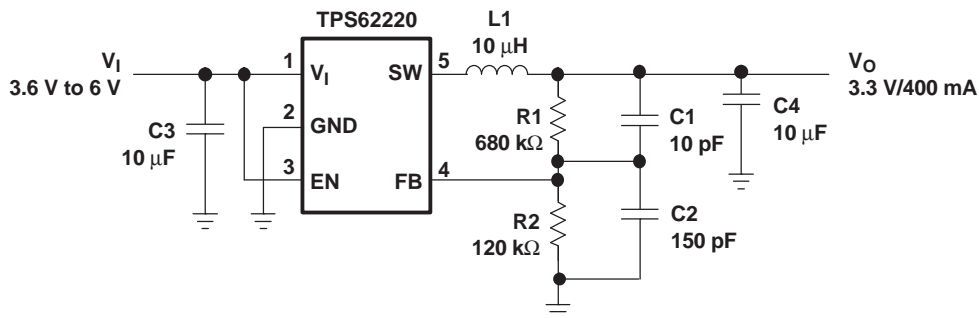 TPS62220
L1
10 μH
V_I
3.6 V to 6 V
1
V_I
SW
5
V_O
3.3 V/400 mA
C3
10 μF
2
GND
R1
680 kΩ
C1
10 pF
C4
10 μF
3
EN
FB
4
R2
120 kΩ
C2
150 pF